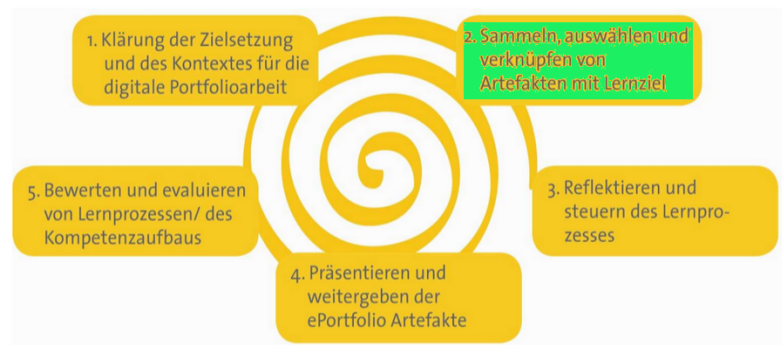 1. Klärung der Zielsetzung
und des Kontextes für die
digitale Portfolioarbeit
2. Sammeln, auswählen und
verknüpfen von
Artefakten mit Lernziel
3. Reflektieren und
steuern des Lernpro-
zesses
4. Präsentieren und
weitergeben der
ePortfolio Artefakte
5. Bewerten und evaluieren
von Lernprozessen/ des
Kompetenzaufbaus